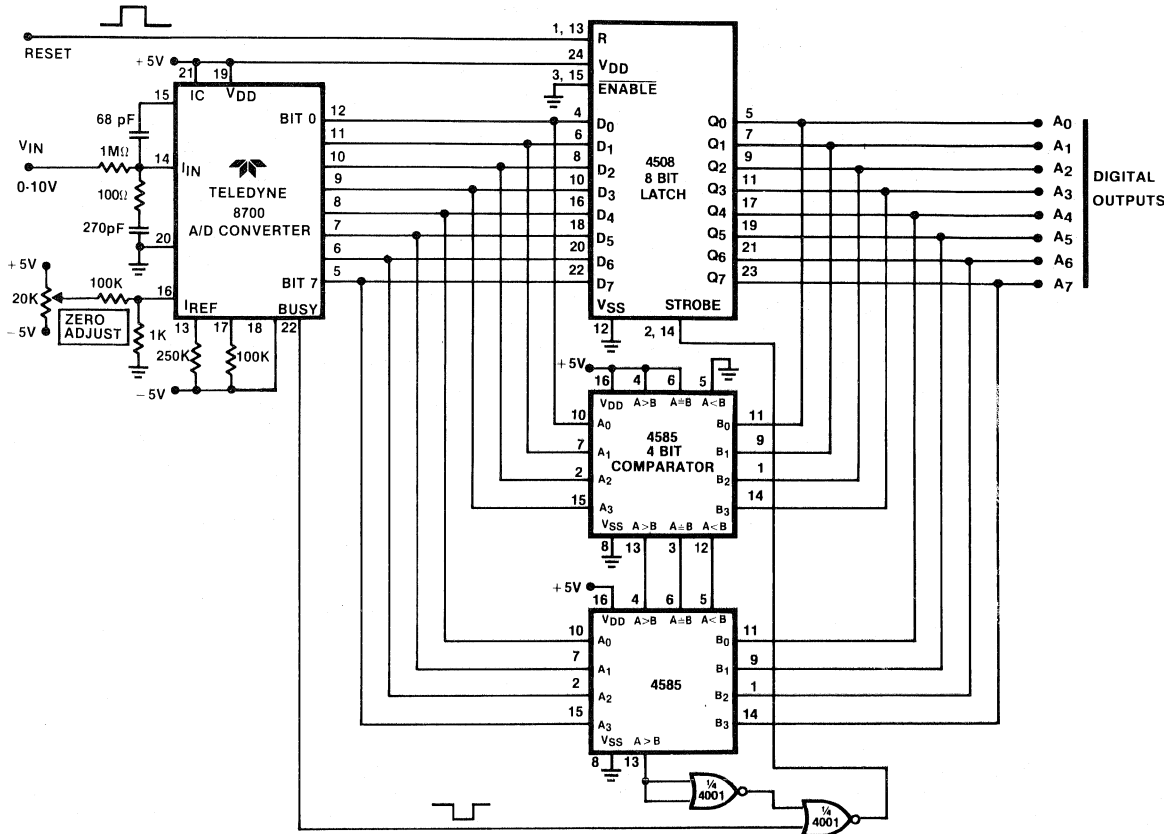 RESET
1, 13
R
+5V
24
VDD
21
19
3, 15
ENABLE
15
IC
VDD
68 pF
BIT 0
12
4
D0
Q0
5
A0
11
6
D1
Q1
7
A1
VIN
1MΩ
14
IIN
10
8
D2
4508
8 BIT
LATCH
Q2
9
A2
0-10V
100Ω
TELEDYNE
8700
A/D CONVERTER
9
10
D3
Q3
11
A3
DIGITAL
OUTPUTS
8
16
D4
Q4
17
A4
270pF
7
18
D5
Q5
19
A5
20
6
20
D6
Q6
21
A6
BIT 7
5
22
D7
Q7
23
A7
+5V
20K
-5V
100K
16
IREF
BUSY
ZERO
ADJUST
1K
13
17
18
22
250K
100K
-5V
VSS
STROBE
12
2, 14
+5V
16
4
6
5
VDD
A>B
A=B
A<B
10
A0
4585
4 BIT
COMPARATOR
B0
11
7
A1
B1
9
2
A2
B2
1
15
A3
B3
14
VSS
A>B
A=B
A<B
8
13
3
12
+5V
16
4
6
5
VDD
A>B
A=B
A<B
10
A0
B0
11
7
A1
B1
9
4585
2
A2
B2
1
15
A3
B3
14
VSS
A>B
8
13
¼
4001
¼
4001